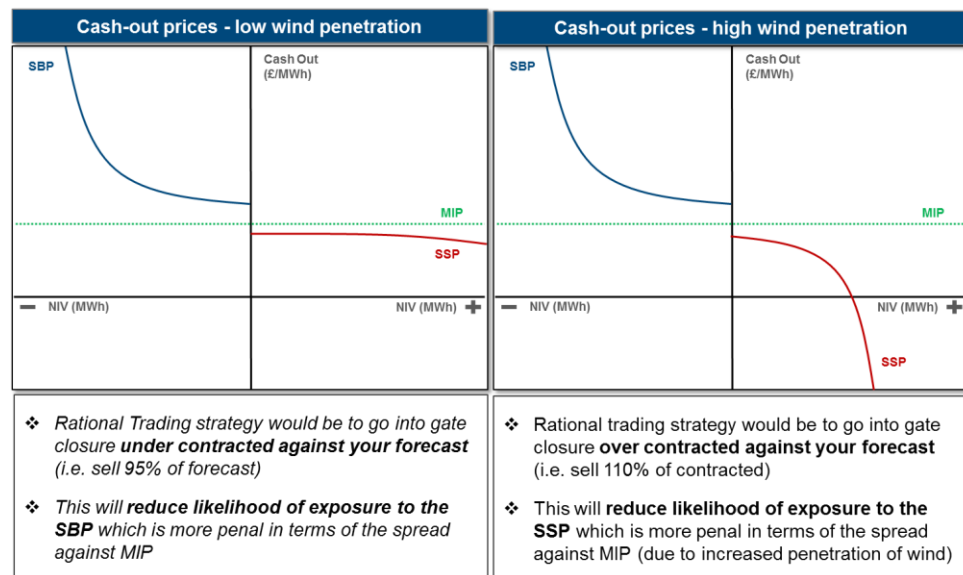 Cash-out prices - low wind penetration
SBP
Cash Out
(£/MWh)
MIP
SSP
NIV (MWh)
NIV (MWh)
❖ Rational Trading strategy would be to go into gate
closure under contracted against your forecast
(i.e. sell 95% of forecast)
❖ This will reduce likelihood of exposure to the
SBP which is more penal in terms of the spread
against MIP
Cash-out prices - high wind penetration
SBP
Cash Out
(£/MWh)
MIP
NIV (MWh)
NIV (MWh)
SSP
❖ Rational trading strategy would be to go into gate
closure over contracted against your forecast
(i.e. sell 110% of contracted)
❖ This will reduce likelihood of exposure to the
SSP which is more penal in terms of the spread
against MIP (due to increased penetration of wind)